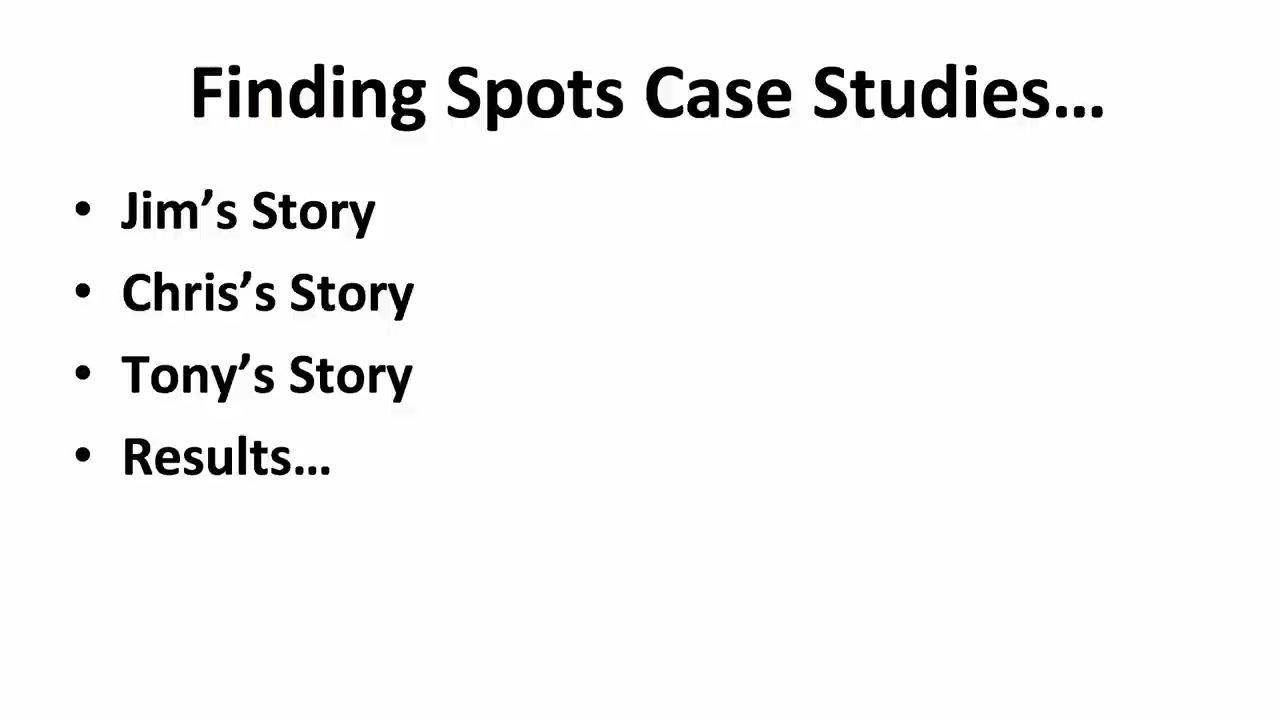 Finding Spots Case Studies…
• Jim’s Story
• Chris’s Story
• Tony’s Story
• Results…